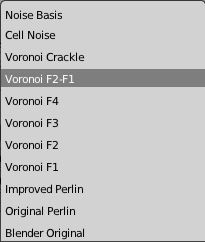 Noise Basis
Cell Noise
Voronoi Crackle
Voronoi F2-F1
Voronoi F4
Voronoi F3
Voronoi F2
Voronoi F1
Improved Perlin
Original Perlin
Blender Original